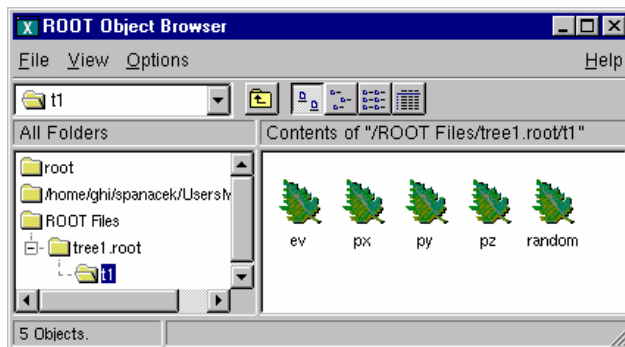 ROOT Object Browser
File View Options Help
t1
All Folders
Contents of "/ROOT Files/tree1.root/t1"
root
/home/ghi/spanacek/Users
ROOT Files
tree1.root
t1
ev px py pz random
5 Objects.